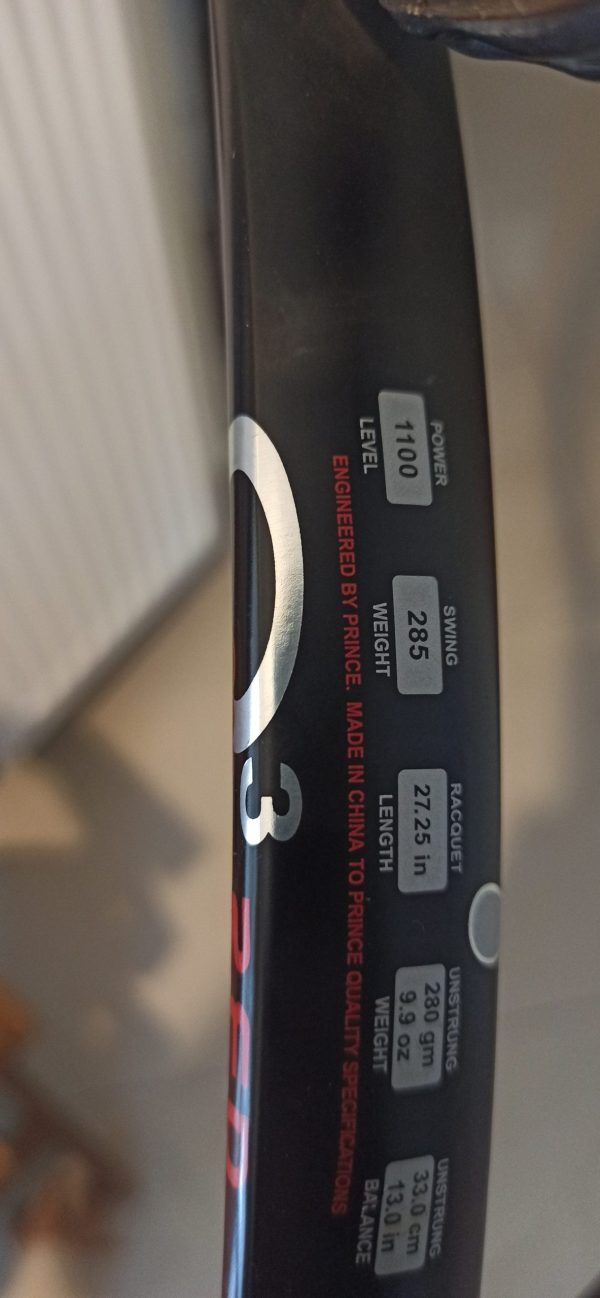 POWER
1100
LEVEL
SWING
285
WEIGHT
RACQUET
27.25 in
LENGTH
UNSTRUNG
280 gm
9.9 oz
WEIGHT
UNSTRUNG
33.0 cm
13.0 in
BALANCE
ENGINEERED BY PRINCE. MADE IN CHINA TO PRINCE QUALITY SPECIFICATIONS
O3 RED